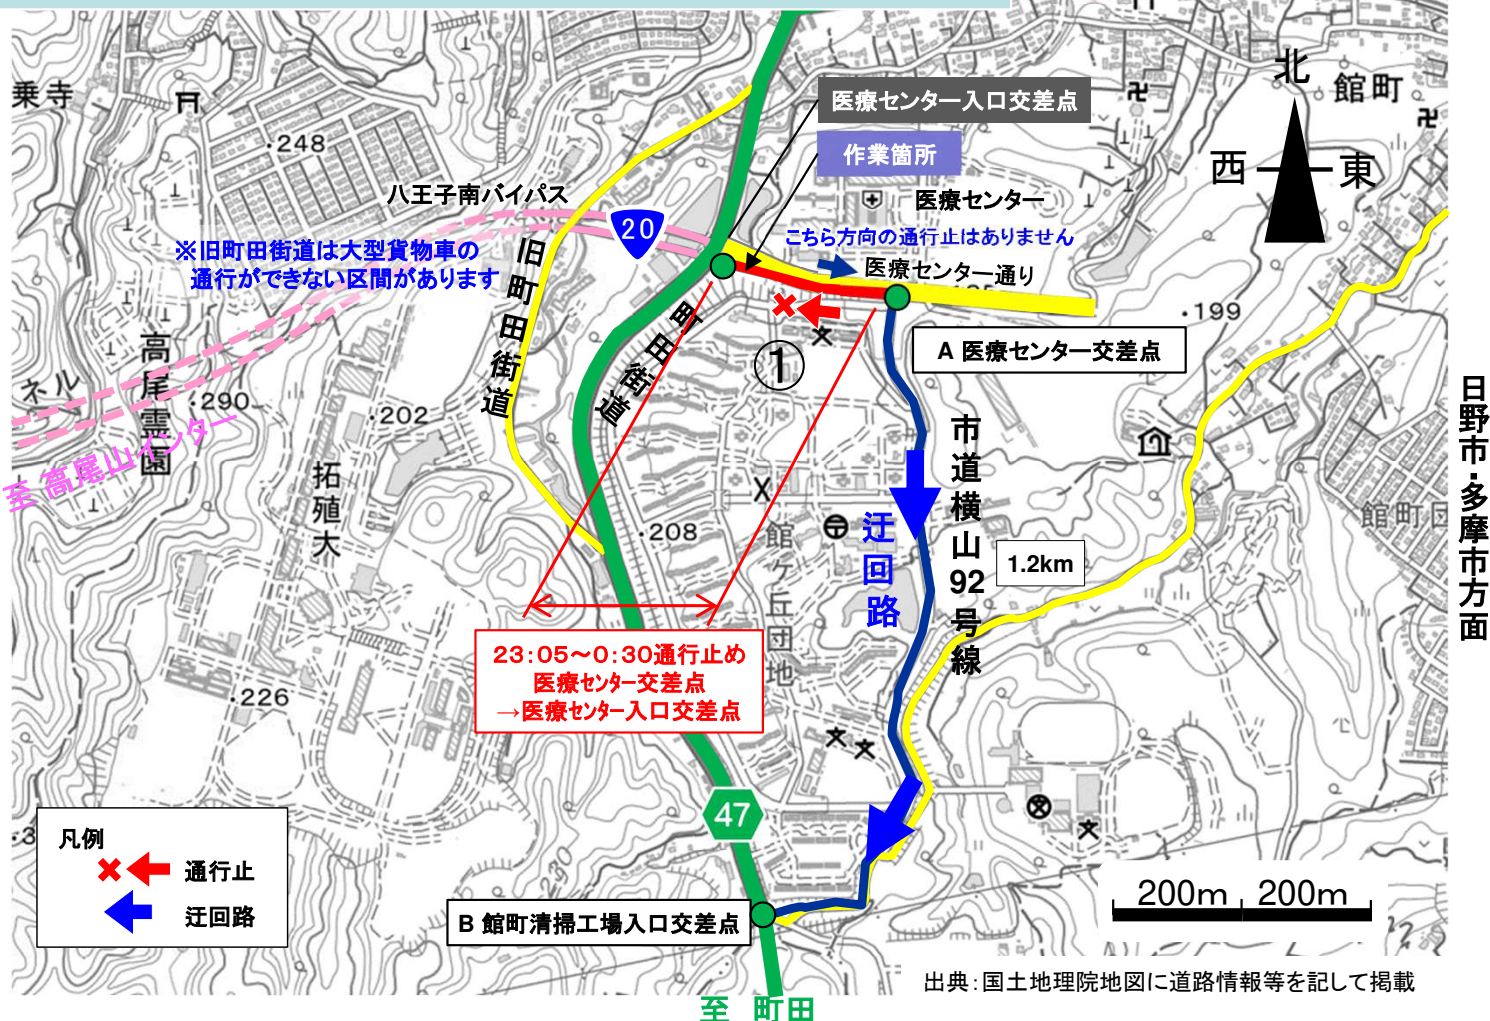 北
西
東
館町
乗寺
医療センター入口交差点
作業箇所
・248
八王子南バイパス
20
医療センター
こちら方向の通行止はありません
※旧町田街道は大型貨物車の
通行ができない区間があります
医療センター通り
旧町田街道
町田街道
・199
A 医療センター交差点
①
高尾霊園
ネル
・290
・202
至 高尾山インター
拓殖大
市道横山92号線
日野市・多摩市方面
館町団
・208
館ヶ丘団地
迂回路
1.2km
23:05～0:30通行止め
医療センター交差点
→医療センター入口交差点
・226
47
凡例
通行止
迂回路
290
B 館町清掃工場入口交差点
200m 200m
出典：国土地理院地図に道路情報等を記して掲載
至 町田